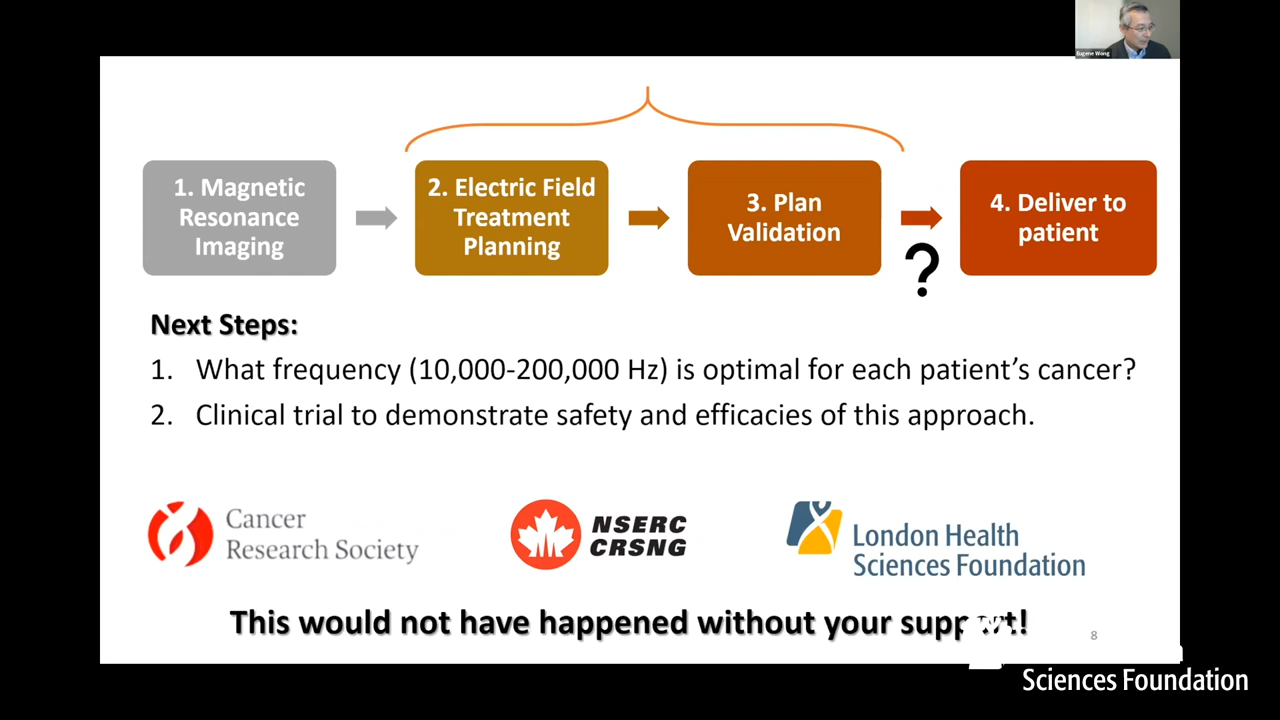 Eugene Wong
1. Magnetic
Resonance
Imaging
2. Electric Field
Treatment
Planning
3. Plan
Validation
?
4. Deliver to
patient
Next Steps:
1. What frequency (10,000-200,000 Hz) is optimal for each patient's cancer?
2. Clinical trial to demonstrate safety and efficacies of this approach.
Cancer
Research Society
NSERC
CRSNG
London Health
Sciences Foundation
This would not have happened without your support!
8
Sciences Foundation